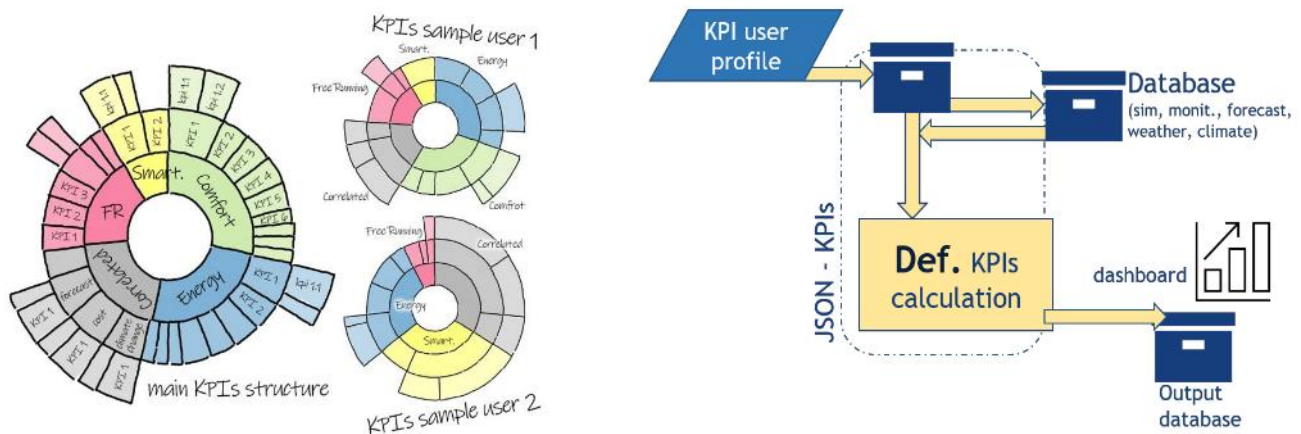 KPIs sample user 1
Smart.
Energy
Free Running
Correlated
Comfret
kpi 1.1
kpi 1.1
kpi 1.2
KPI 1
KPI 2
KPI 1
KPI 2
KPI 3
KPI 4
KPI 5
KPI 6
Smart.
Comfort
KPI 3
KPI 2
KPI 1
FR
Correlated
Energy
forecast
cost
climate
change
KPI 1
KPI 1
KPI 1
KPI 1
KPI 2
kpi 1.1
main KPIs structure
Free Running
Correlated
Energy
Smart.
KPIs sample user 2
KPI user
profile
Database
(sim, monit., forecast,
weather, climate)
JSON - KPIs
Def. KPIs
calculation
dashboard
Output
database